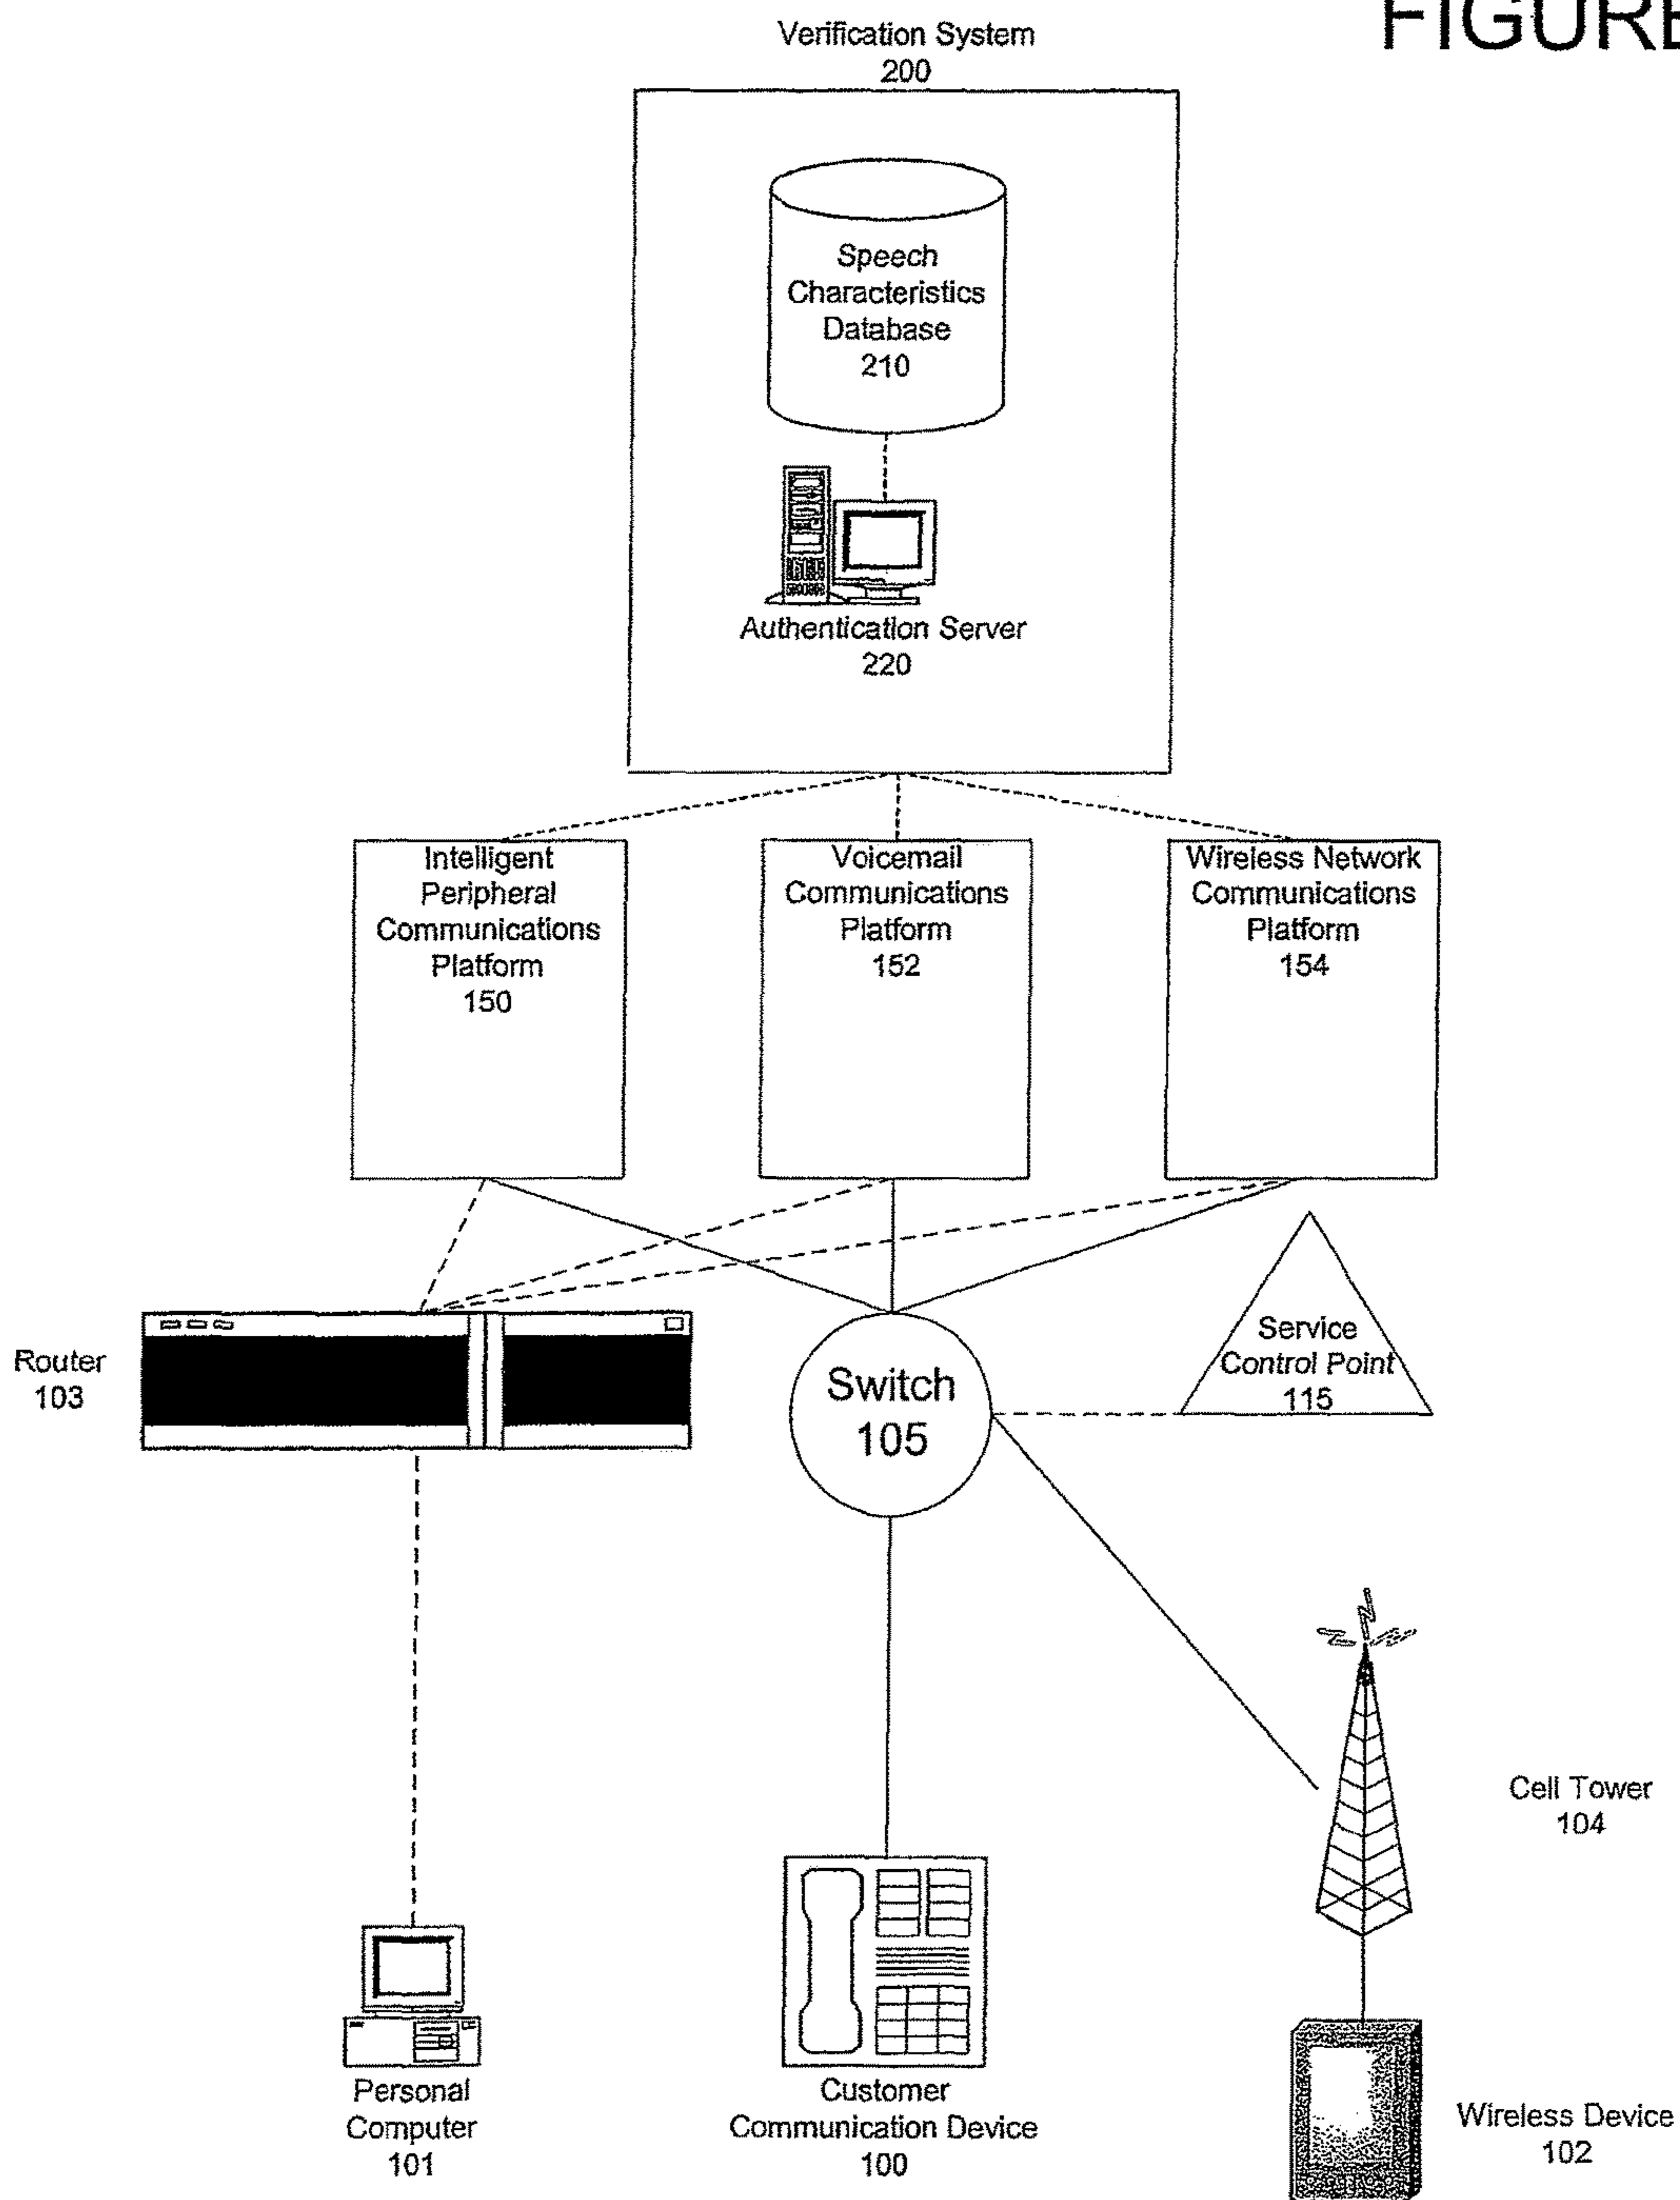 FIGURE
Verification System
200
Speech
Characteristics
Database
210
Authentication Server
220
Intelligent
Peripheral
Communications
Platform
150
Voicemail
Communications
Platform
152
Wireless Network
Communications
Platform
154
Router
103
Switch
105
Service
Control Point
115
Cell Tower
104
Personal
Computer
101
Customer
Communication Device
100
Wireless Device
102